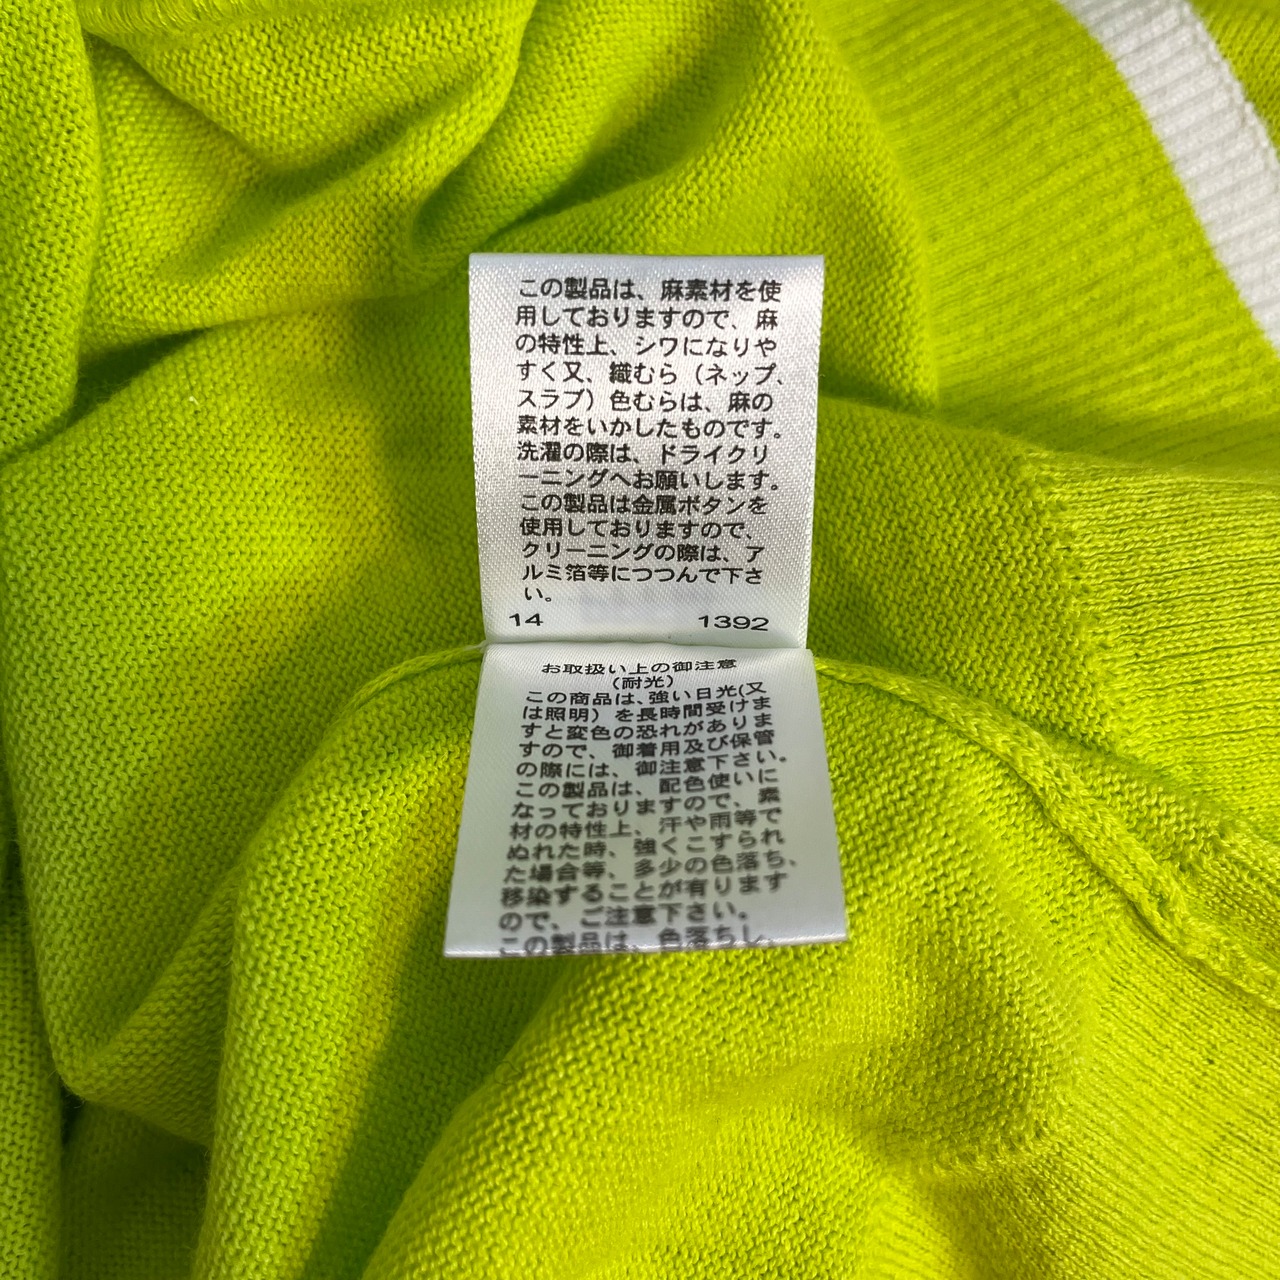 この製品は、麻素材を使
用しておりますので、麻
の特性上、シワになりや
すく又、織むら（ネップ、
スラブ）色むらは、麻の
素材をいかしたものです。
洗濯の際は、ドライクリ
ーニングへお願いします。
この製品は金属ボタンを
使用しておりますので、
クリーニングの際は、ア
ルミ箔等につつんで下さ
い。
14 1392
お取扱い上の御注意
（耐光）
この商品は、強い日光(又
は照明）を長時間受けま
すと変色の恐れがありま
すので、御着用及び保管
の際には、御注意下さい。
この製品は、配色使いに
なっておりますので、素
材の特性上、汗や雨等で
ぬれた時、強くこすられ
た場合等、多少の色落ち、
移染することが有ります
ので、ご注意下さい。
この製品は、色落ちし、